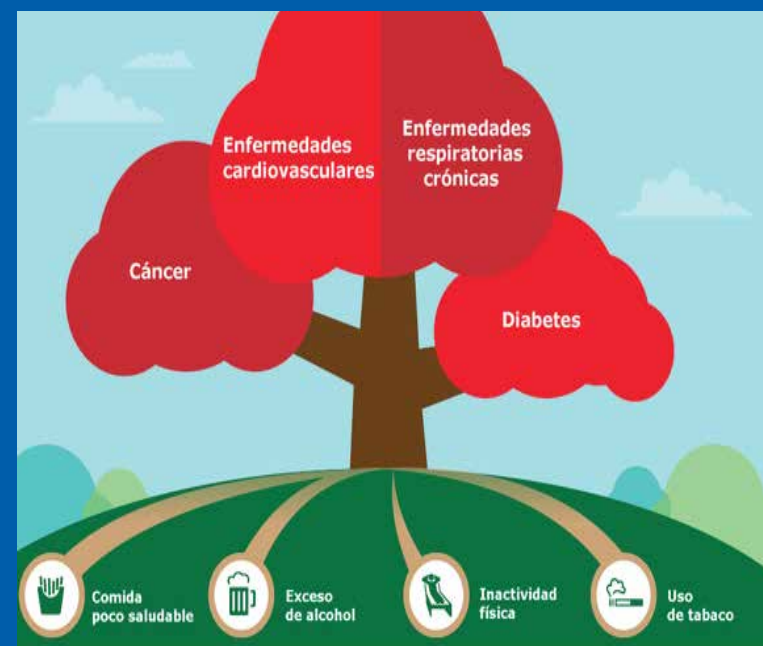 Enfermedades
cardiovasculares
Enfermedades
respiratorias
crónicas
Cáncer
Diabetes
Comida
poco saludable
Exceso
de alcohol
Inactividad
física
Uso
de tabaco